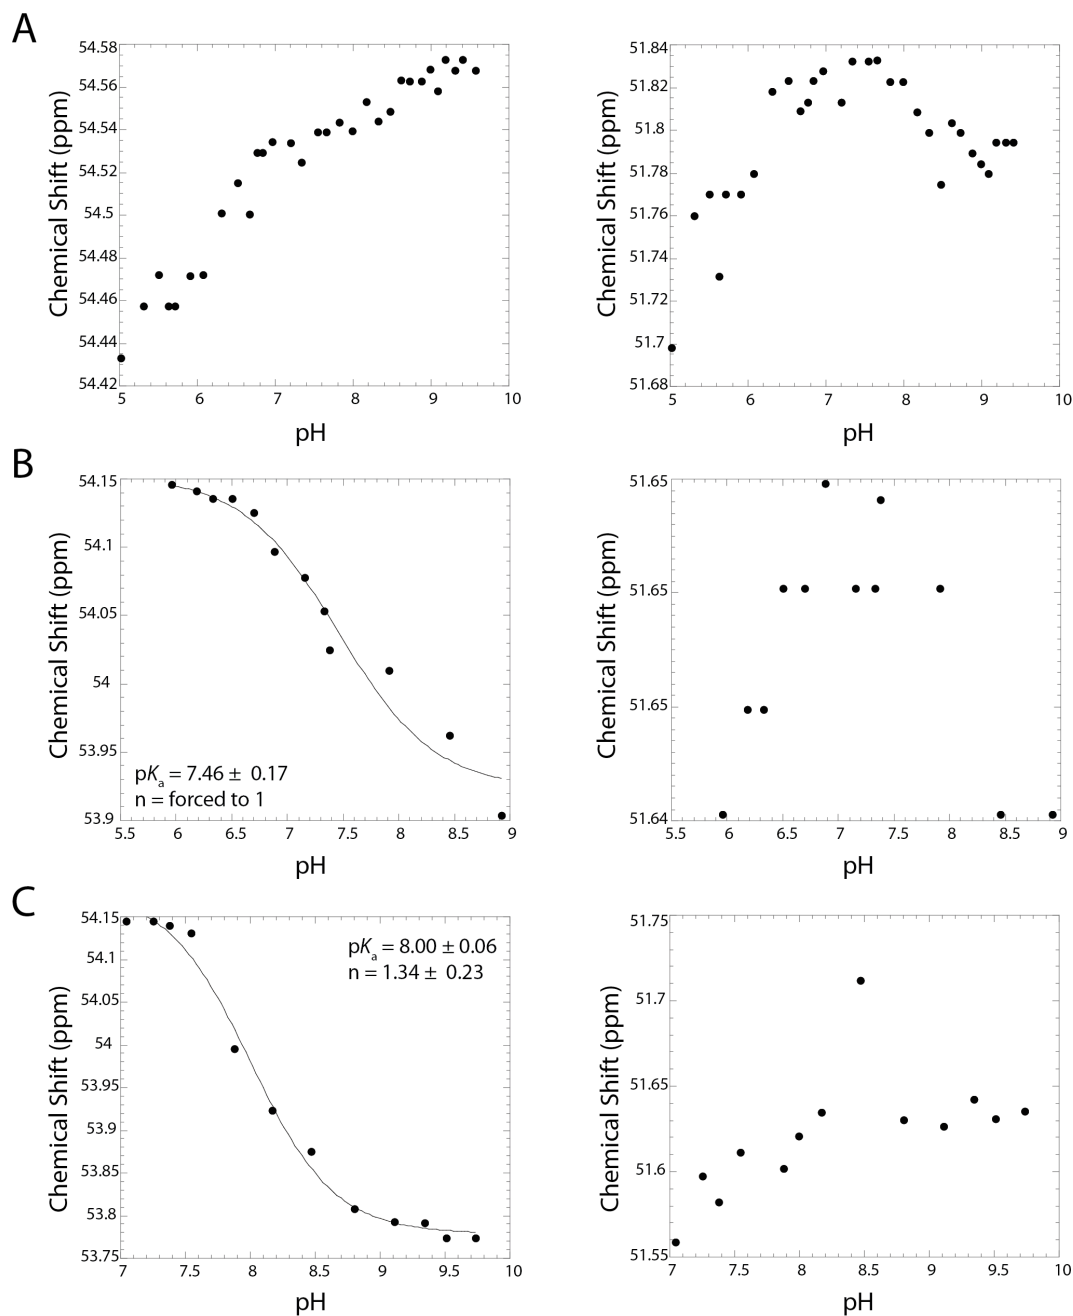 A
54.58
54.56
54.54
54.52
54.5
54.48
54.46
54.44
54.42
Chemical Shift (ppm)
5 6 7 8 9 10
pH
51.84
51.82
51.8
51.78
51.76
51.74
51.72
51.7
51.68
Chemical Shift (ppm)
5 6 7 8 9 10
pH
B
54.15
54.1
54.05
54
53.95
53.9
Chemical Shift (ppm)
pKa = 7.46 ± 0.17
n = forced to 1
5.5 6 6.5 7 7.5 8 8.5 9
pH
51.65
51.65
51.65
51.64
Chemical Shift (ppm)
5.5 6 6.5 7 7.5 8 8.5 9
pH
C
54.15
54.1
54.05
54
53.95
53.9
53.85
53.8
53.75
Chemical Shift (ppm)
pKa = 8.00 ± 0.06
n = 1.34 ± 0.23
7 7.5 8 8.5 9 9.5 10
pH
51.75
51.7
51.65
51.6
51.55
Chemical Shift (ppm)
7 7.5 8 8.5 9 9.5 10
pH